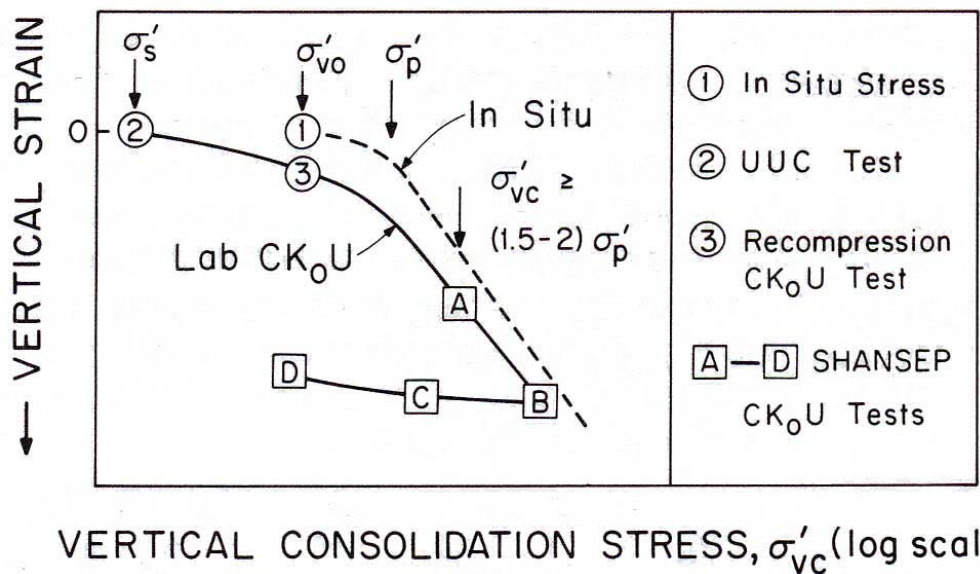 VERTICAL STRAIN
σ's
σ'vo
σ'p
0
2
1
3
In Situ
σ'vc ≥
(1.5-2) σ'p
Lab CK₀U
A
B
C
D
1 In Situ Stress
2 UUC Test
3 Recompression
CK₀U Test
A — D SHANSEP
CK₀U Tests
VERTICAL CONSOLIDATION STRESS, σ'vc (log scal